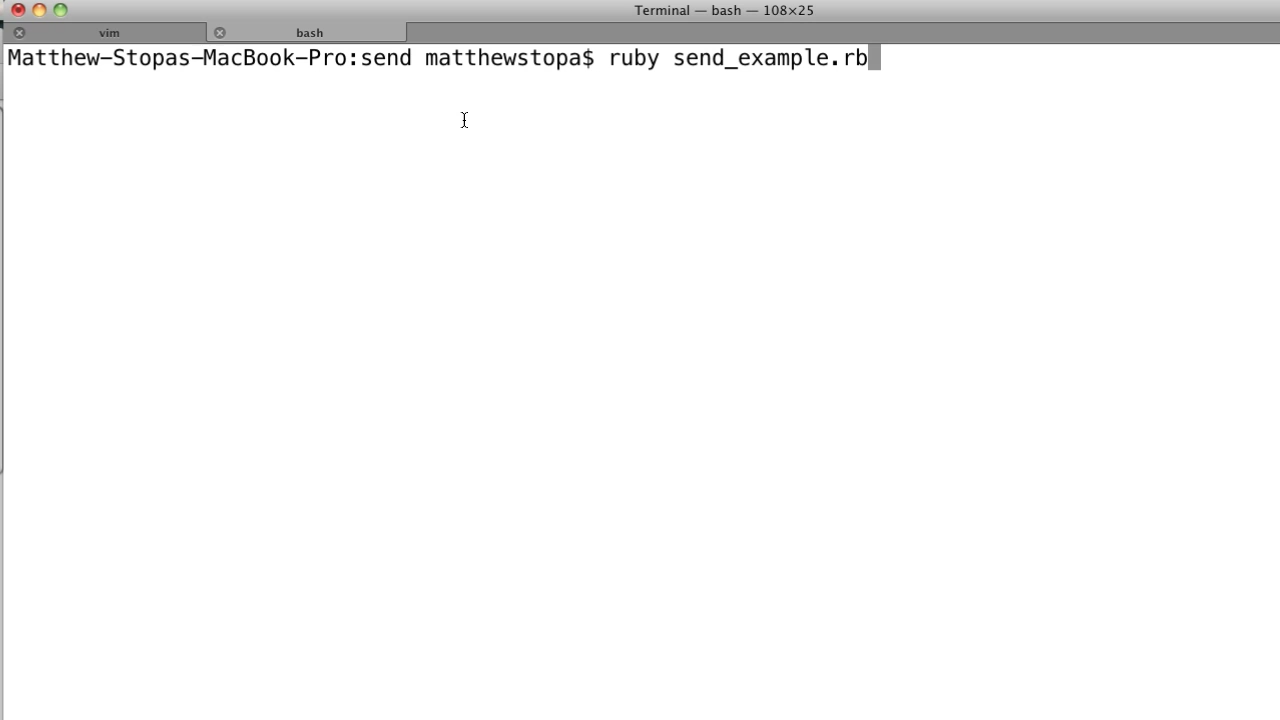 Terminal — bash — 108×25
vim
bash
Matthew-Stopas-MacBook-Pro:send matthewstopa$ ruby send_example.rb